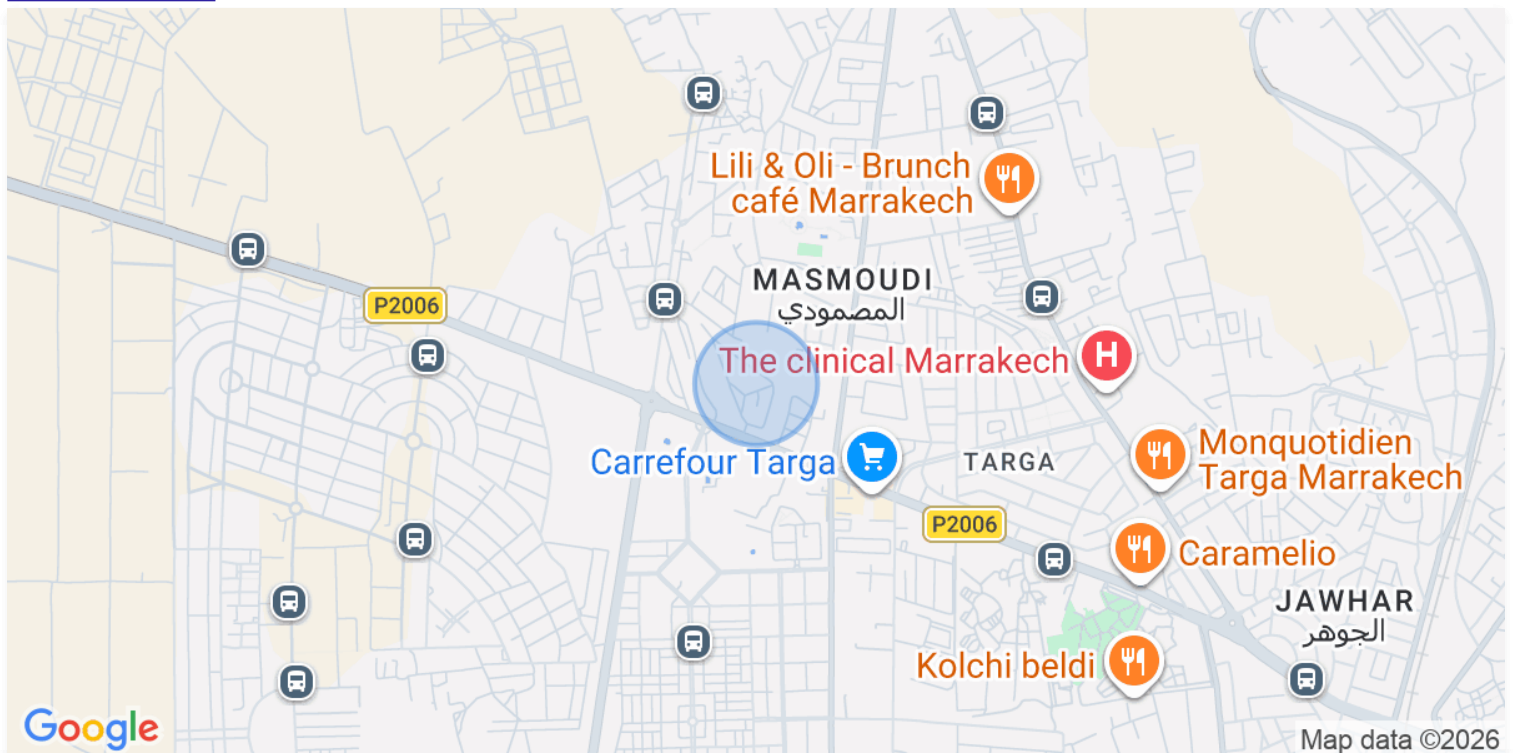 Lili & Oli - Brunch
café Marrakech
MASMOUDI
المصمودي
P2006
The clinical Marrakech
H
Carrefour Targa
TARGA
Monquotidien
Targa Marrakech
P2006
Caramelio
JAWHAR
الجوهر
Kolchi beldi
Google
Map data ©2026